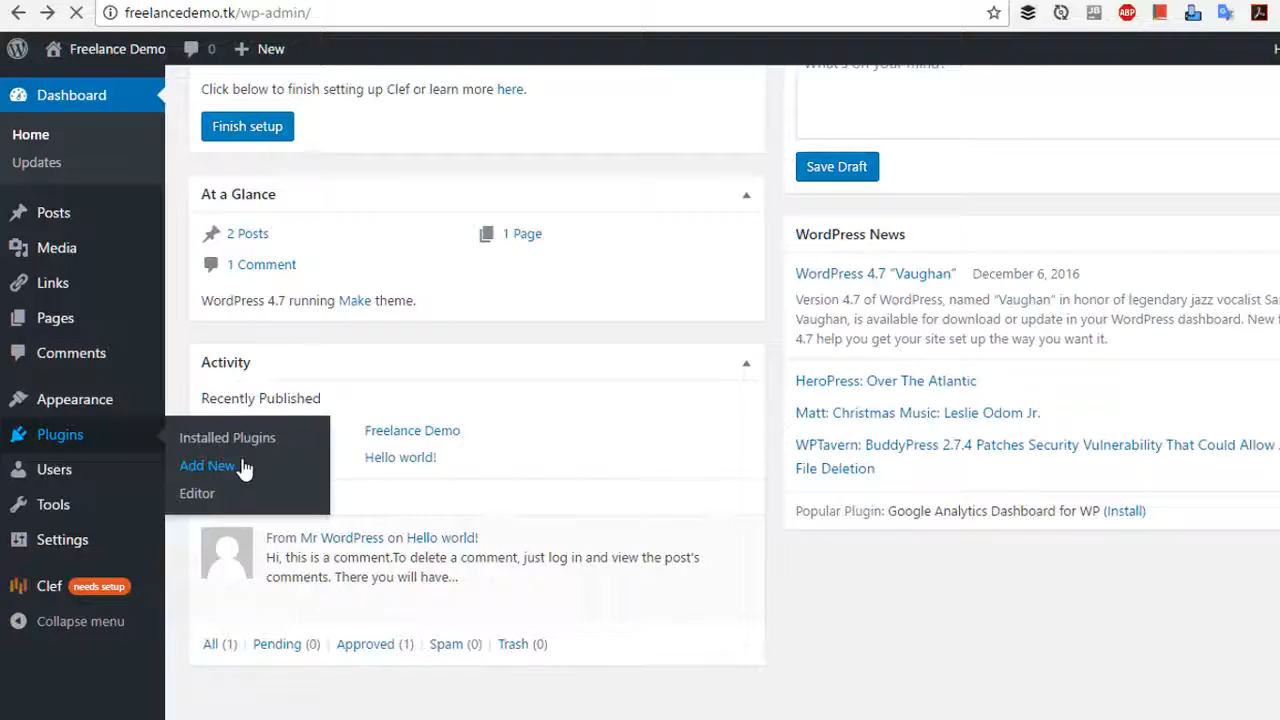 freelancedemo.tk/wp-admin/
JB
ABP
Freelance Demo
0
New
Dashboard
Home
Updates
Posts
Media
Links
Pages
Comments
Appearance
Plugins
Users
Tools
Settings
Clef needs setup
Collapse menu
Installed Plugins
Add New
Editor
Click below to finish setting up Clef or learn more here.
Finish setup
At a Glance
2 Posts
1 Page
1 Comment
WordPress 4.7 running Make theme.
Activity
Recently Published
Freelance Demo
Hello world!
From Mr WordPress on Hello world!
Hi, this is a comment.To delete a comment, just log in and view the post's
comments. There you will have...
All (1) | Pending (0) | Approved (1) | Spam (0) | Trash (0)
What's on your mind?
Save Draft
WordPress News
WordPress 4.7 “Vaughan” December 6, 2016
Version 4.7 of WordPress, named “Vaughan” in honor of legendary jazz vocalist Sa
Vaughan, is available for download or update in your WordPress dashboard. New f
4.7 help you get your site set up the way you want it.
HeroPress: Over The Atlantic
Matt: Christmas Music: Leslie Odom Jr.
WPTavern: BuddyPress 2.7.4 Patches Security Vulnerability That Could Allow
File Deletion
Popular Plugin: Google Analytics Dashboard for WP (Install)